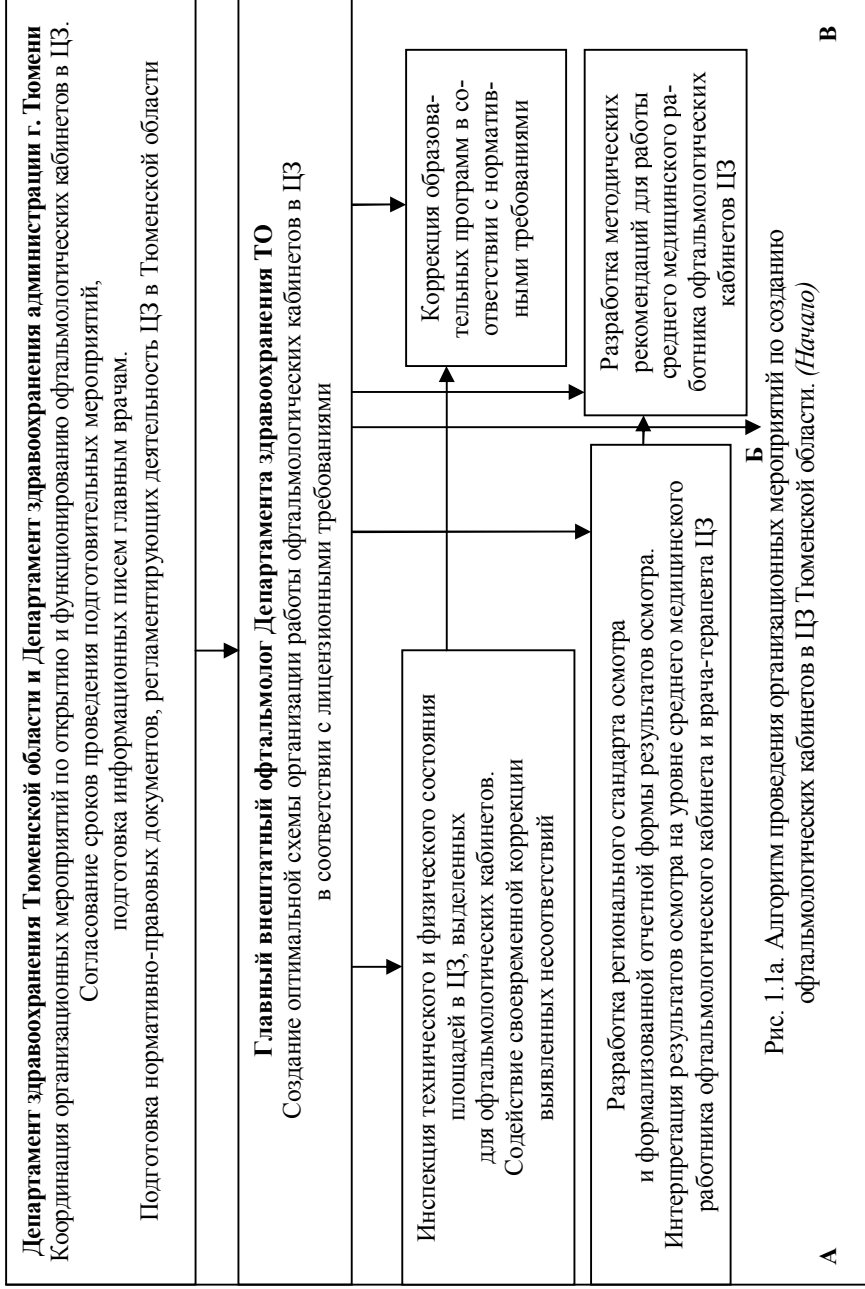 Департамент здравоохранения Тюменской области и Департамент здравоохранения администрации г. Тюмени
Координация организационных мероприятий по открытию и функционированию офтальмологических кабинетов в ЦЗ.
Согласование сроков проведения подготовительных мероприятий,
подготовка информационных писем главным врачам.
Подготовка нормативно-правовых документов, регламентирующих деятельность ЦЗ в Тюменской области
Главный внештатный офтальмолог Департамента здравоохранения ТО
Создание оптимальной схемы организации работы офтальмологических кабинетов в ЦЗ
в соответствии с лицензионными требованиями
Инспекция технического и физического состояния
площадей в ЦЗ, выделенных
для офтальмологических кабинетов.
Содействие своевременной коррекции
выявленных несоответствий
Коррекция образова-
тельных программ в со-
ответствии с норматив-
ными требованиями
Разработка регионального стандарта осмотра
и формализованной отчетной формы результатов осмотра.
Интерпретация результатов осмотра на уровне среднего медицинского
работника офтальмологического кабинета и врача-терапевта ЦЗ
Разработка методических
рекомендаций для работы
среднего медицинского ра-
ботника офтальмологических
кабинетов ЦЗ
А
Б
В
Рис. 1.1а. Алгоритм проведения организационных мероприятий по созданию
офтальмологических кабинетов в ЦЗ Тюменской области. (Начало)